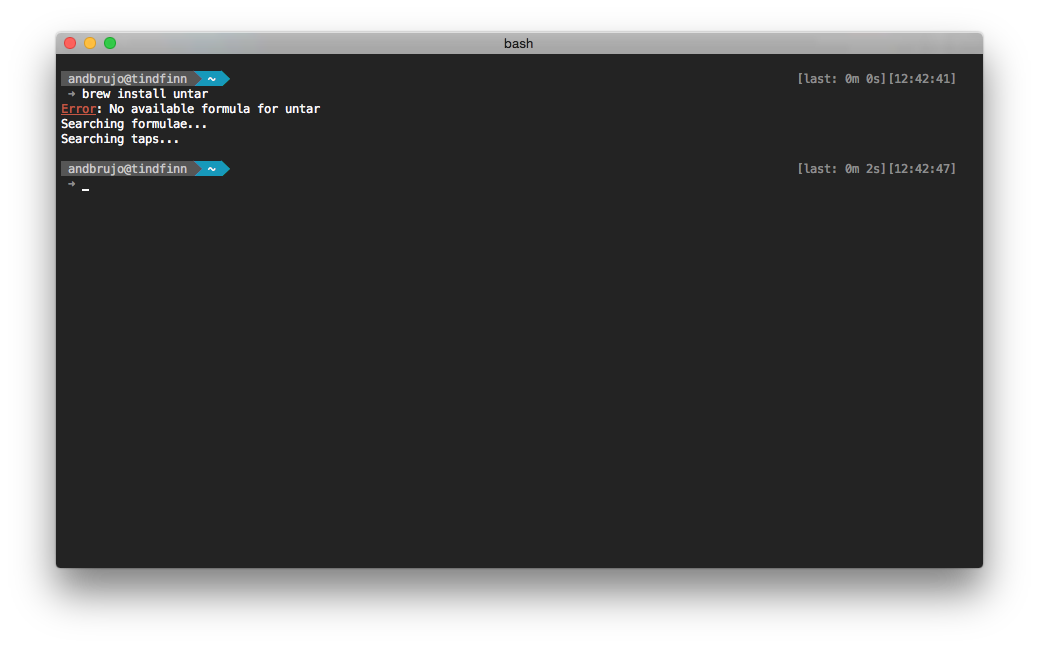 bash
andbrujo@tindfinn ~ [last: 0m 0s][12:42:41]
➜ brew install untar
Error: No available formula for untar
Searching formulae...
Searching taps...
andbrujo@tindfinn ~ [last: 0m 2s][12:42:47]
➜ _